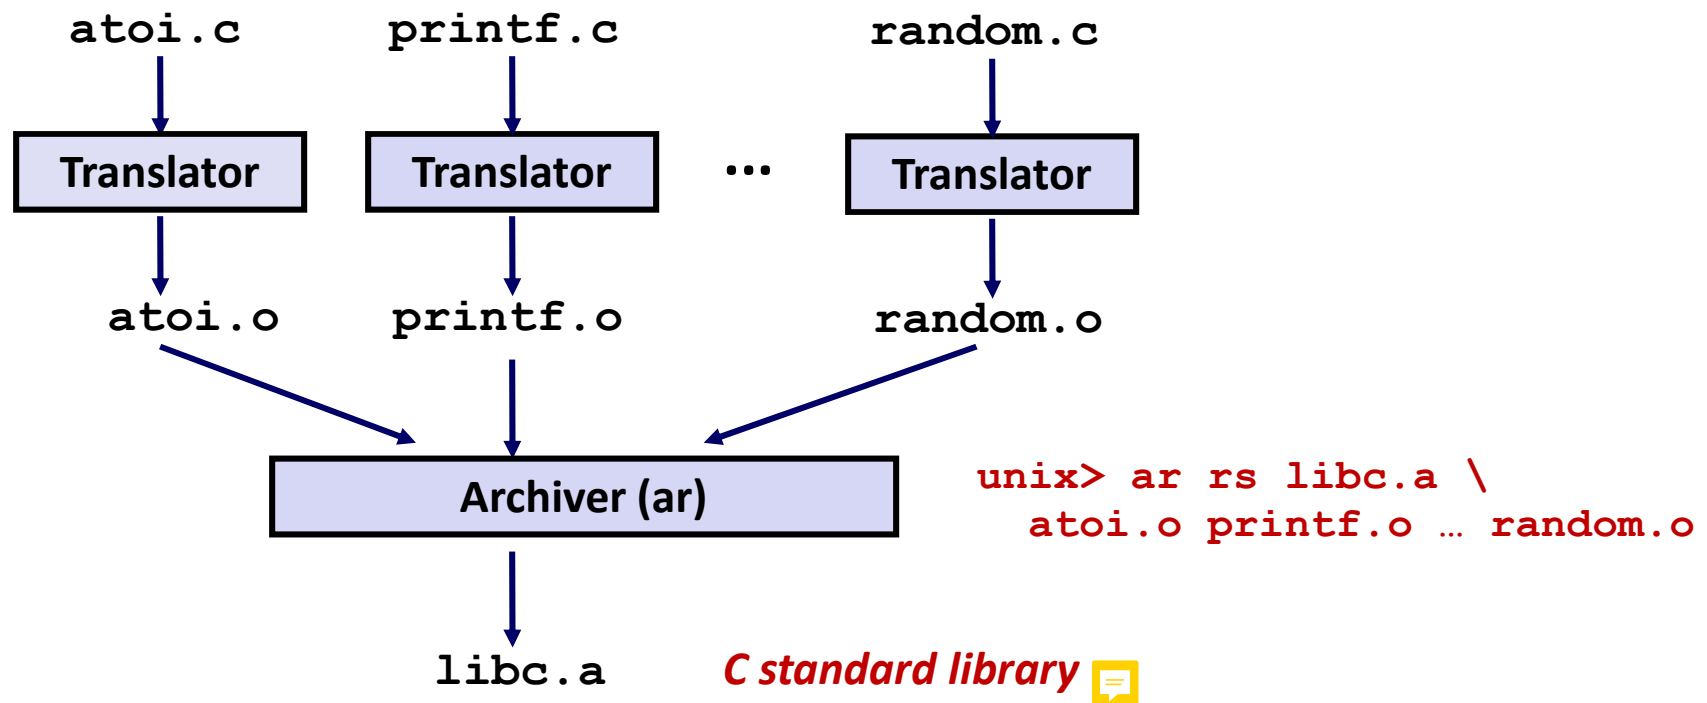 atoi.c printf.c random.c
Translator Translator ... Translator
atoi.o printf.o random.o
Archiver (ar)
unix> ar rs libc.a \
atoi.o printf.o … random.o
libc.a C standard library